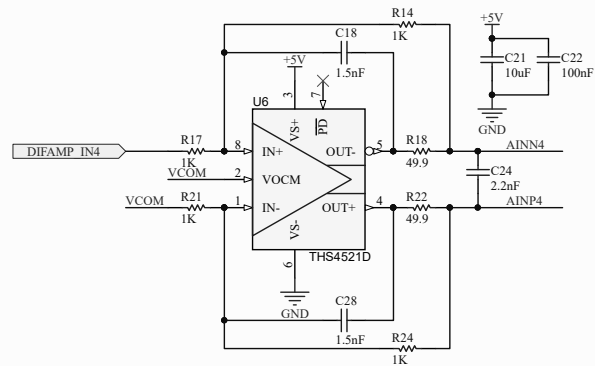 R14
1K
C18
1.5nF
+5V
+5V
C21
10uF
C22
100nF
GND
U6
3
7
VS+
PD
DIFAMP_IN4
R17
1K
8
IN+
OUT-
5
R18
49.9
AINN4
VCOM
2
VOCM
C24
2.2nF
VCOM
R21
1K
1
IN-
OUT+
4
R22
49.9
AINP4
VS-
6
THS4521D
GND
C28
1.5nF
R24
1K